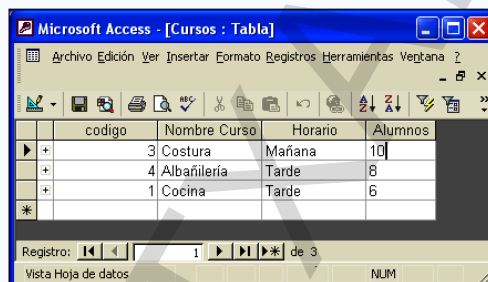 Microsoft Access - [Cursos : Tabla]
Archivo Edición Ver Insertar Formato Registros Herramientas Ventana ?
codigo Nombre Curso Horario Alumnos
3 Costura Mañana 10
4 Albañilería Tarde 8
1 Cocina Tarde 6
Registro: 1 de 3
Vista Hoja de datos NUM